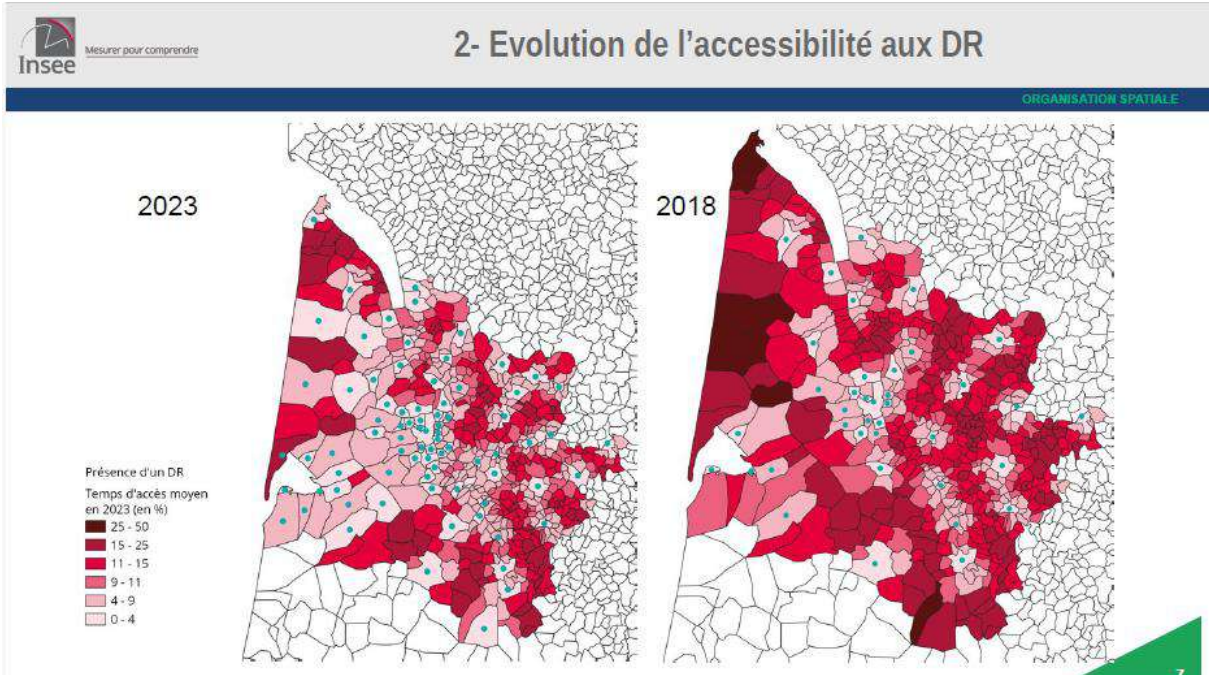 Insee
Mesurer pour comprendre
2- Evolution de l'accessibilité aux DR
ORGANISATION SPATIALE
2023
2018
Présence d'un DR
Temps d'accès moyen
en 2023 (en %)
25 - 50
15 - 25
11 - 15
9 - 11
4 - 9
0 - 4
7